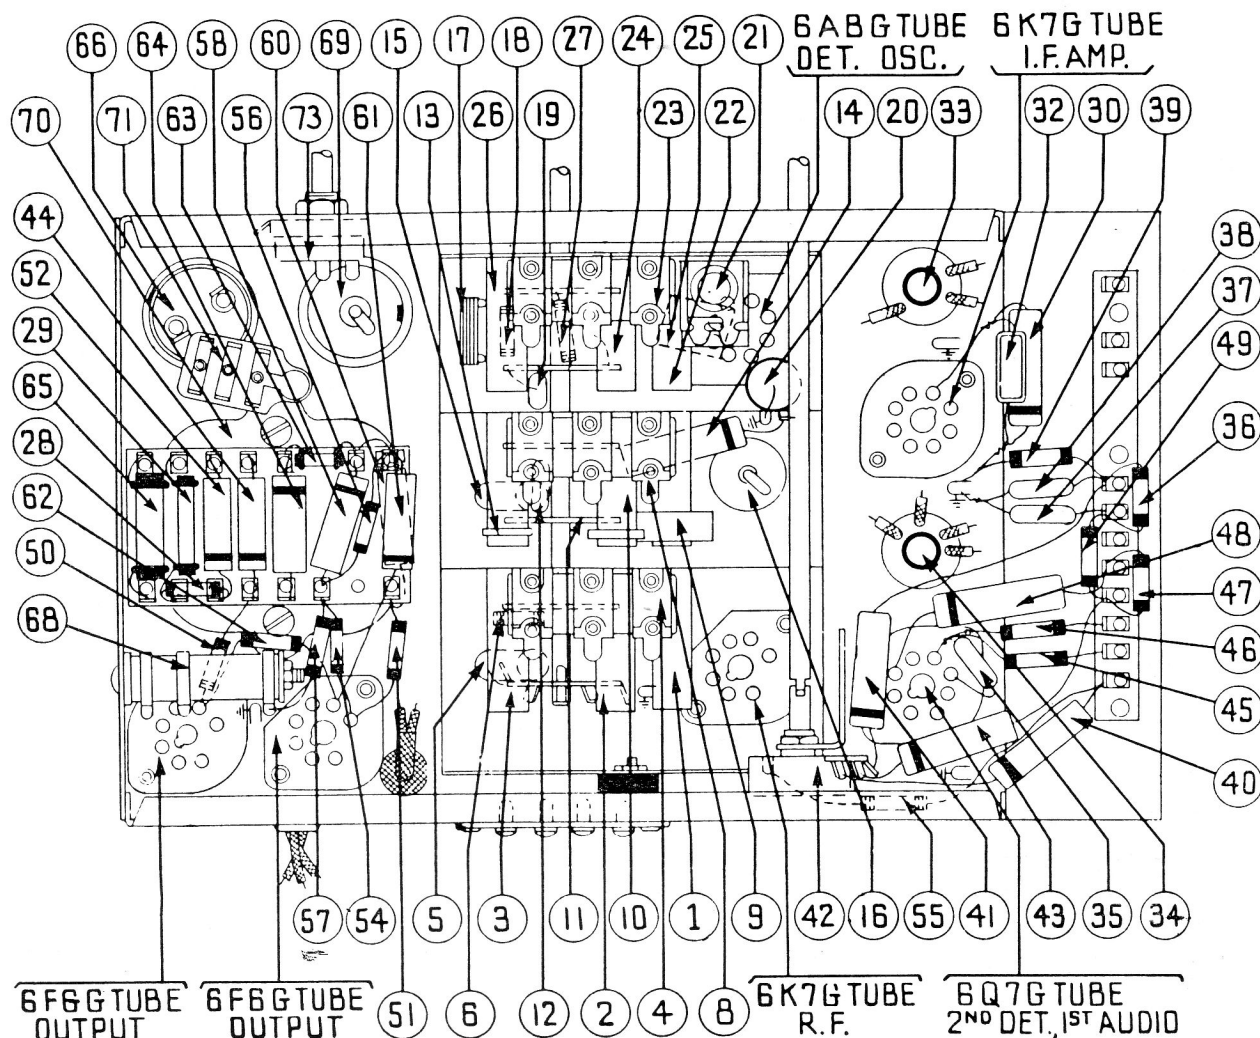 66 64 58 60 69 15 17 18 27 24 25 21 6ABGTUBE 6K7GTUBE
DET. OSC. I.F.AMP.
70 71 63 56 73 61 13 26 19 23 22 14 20 33 32 30 39
44 38
52 37
29 49
65 36
28
62
50 48
68 47
46
45
40
57 54 5 3 11 10 1 9 42 16 55 41 43 35 34
51 6 12 2 4 8
6F6GTUBE 6F6GTUBE 6K7GTUBE 6Q7GTUBE
OUTPUT OUTPUT R.F. 2ND DET., 1ST AUDIO